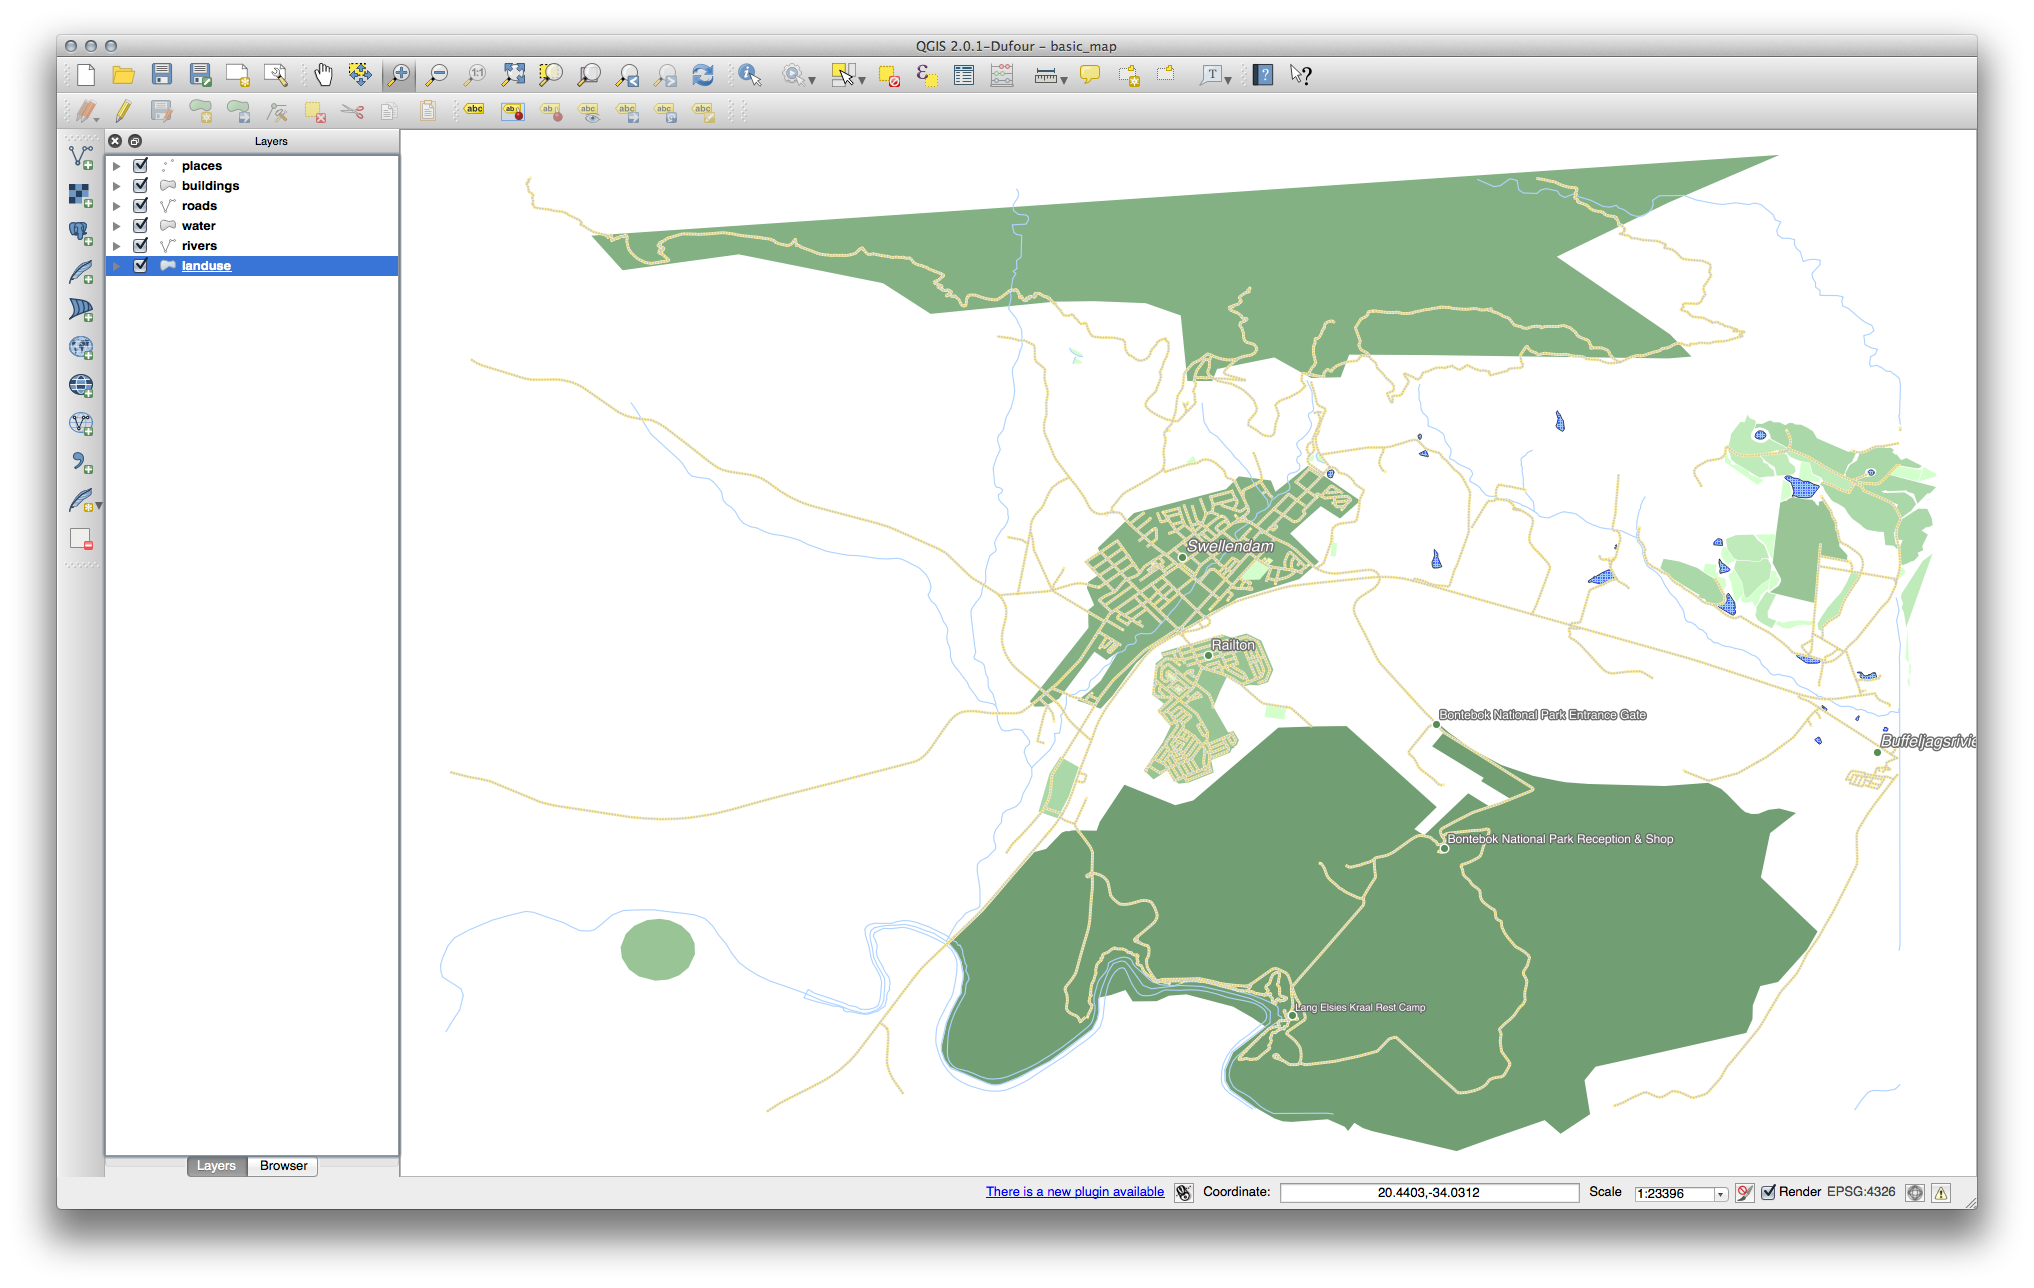 QGIS 2.0.1-Dufour - basic_map
Layers
places
buildings
roads
water
rivers
landuse
Swellendam
Railton
Bontebok National Park Entrance Gate
Buffeljagsrivie
Bontebok National Park Reception & Shop
Lang Elsies Kraal Rest Camp
Layers Browser
There is a new plugin available Coordinate: 20.4403,-34.0312 Scale 1:23396 Render EPSG:4326